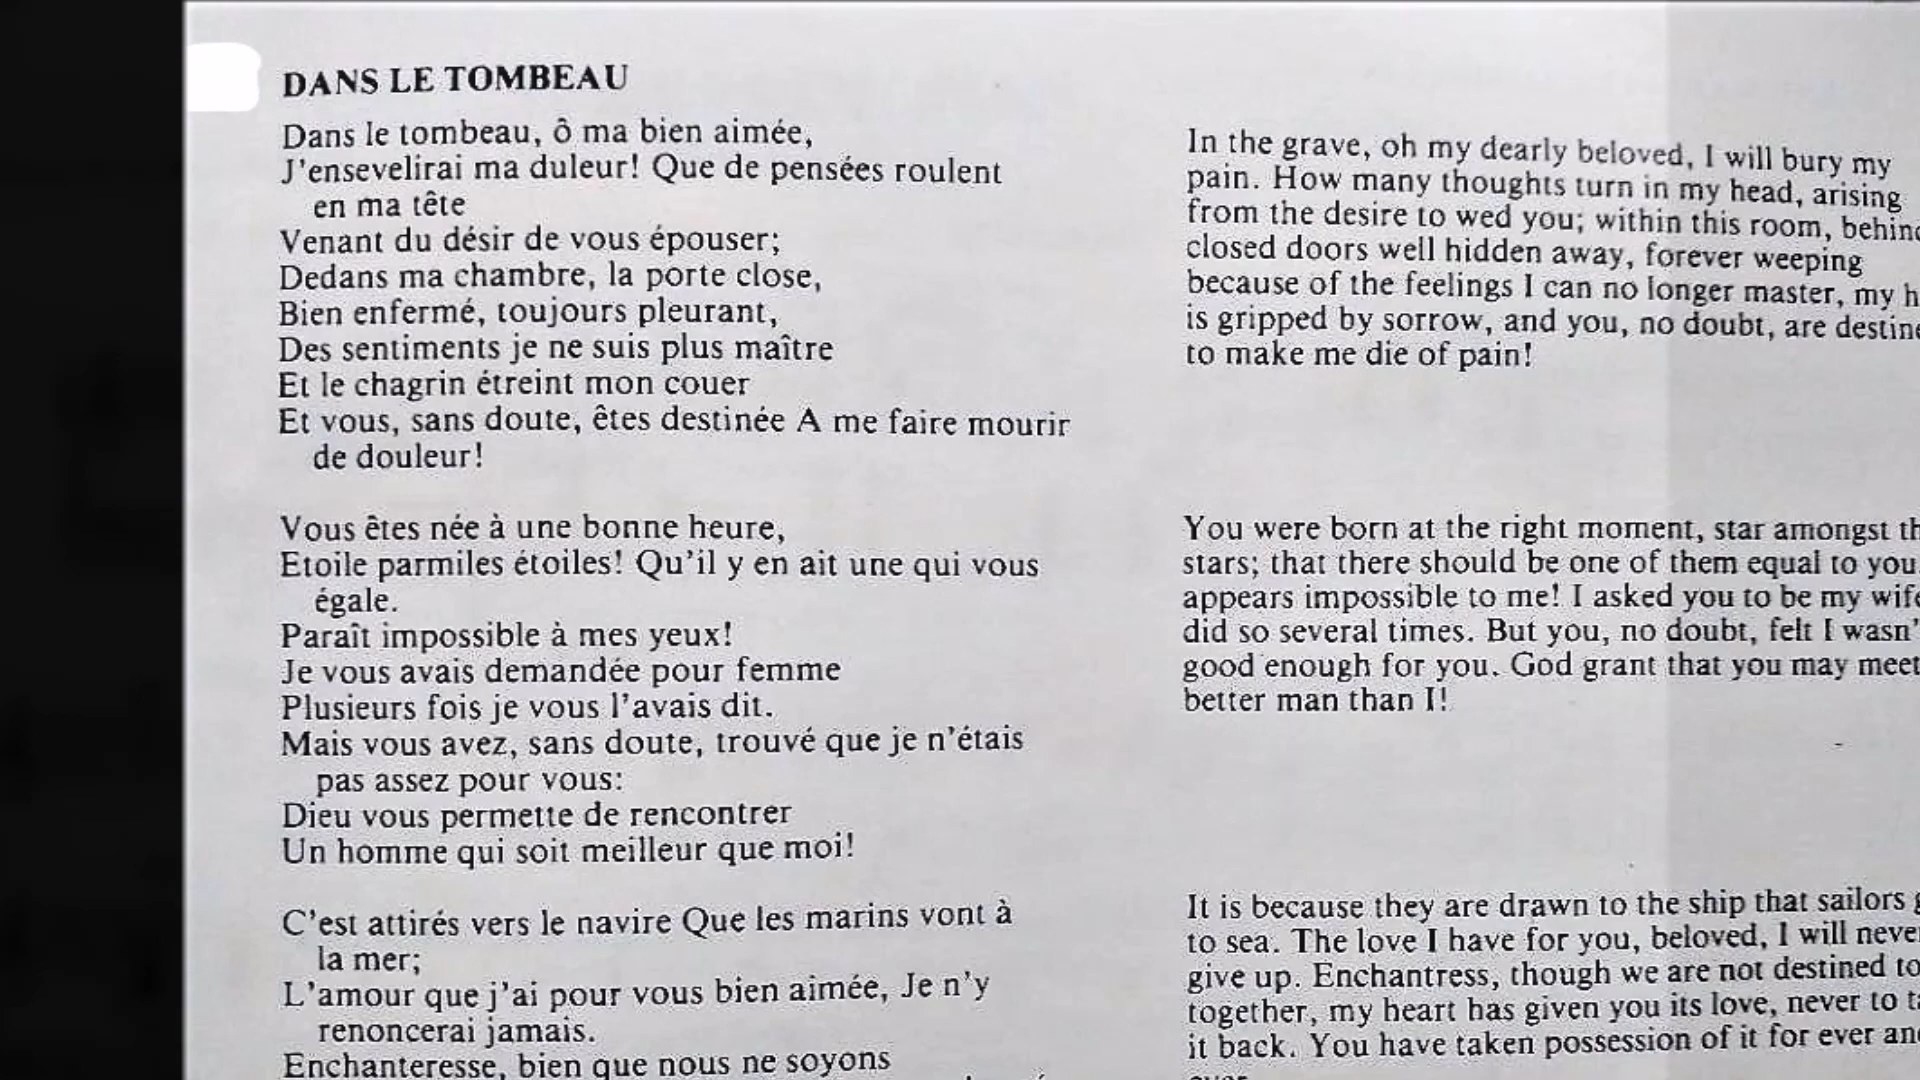 DANS LE TOMBEAU
Dans le tombeau, ô ma bien aimée,
J'ensevelirai ma duleur! Que de pensées roulent
en ma tête
Venant du désir de vous épouser;
Dedans ma chambre, la porte close,
Bien enfermé, toujours pleurant,
Des sentiments je ne suis plus maître
Et le chagrin étreint mon couer
Et vous, sans doute, êtes destinée A me faire mourir
de douleur!
Vous êtes née à une bonne heure,
Etoile parmiles étoiles! Qu'il y en ait une qui vous
égale.
Paraît impossible à mes yeux!
Je vous avais demandée pour femme
Plusieurs fois je vous l'avais dit.
Mais vous avez, sans doute, trouvé que je n'étais
pas assez pour vous:
Dieu vous permette de rencontrer
Un homme qui soit meilleur que moi!
C'est attirés vers le navire Que les marins vont à
la mer;
L'amour que j'ai pour vous bien aimée, Je n'y
renoncerai jamais.
Enchanteresse, bien que nous ne soyons
In the grave, oh my dearly beloved, I will bury my
pain. How many thoughts turn in my head, arising
from the desire to wed you; within this room,
closed doors well hidden away, forever weeping
because of the feelings I can no longer master, my
is gripped by sorrow, and you, no doubt, are
to make me die of pain!
You were born at the right moment, star amongst
stars; that there should be one of them equal to you
appears impossible to me! I asked you to be my
did so several times. But you, no doubt, felt I
good enough for you. God grant that you may meet
better man than I!
It is because they are drawn to the ship that sailors
to sea. The love I have for you, beloved, I will
give up. Enchantress, though we are not destined to
together, my heart has given you its love, never to
it back. You have taken possession of it for ever